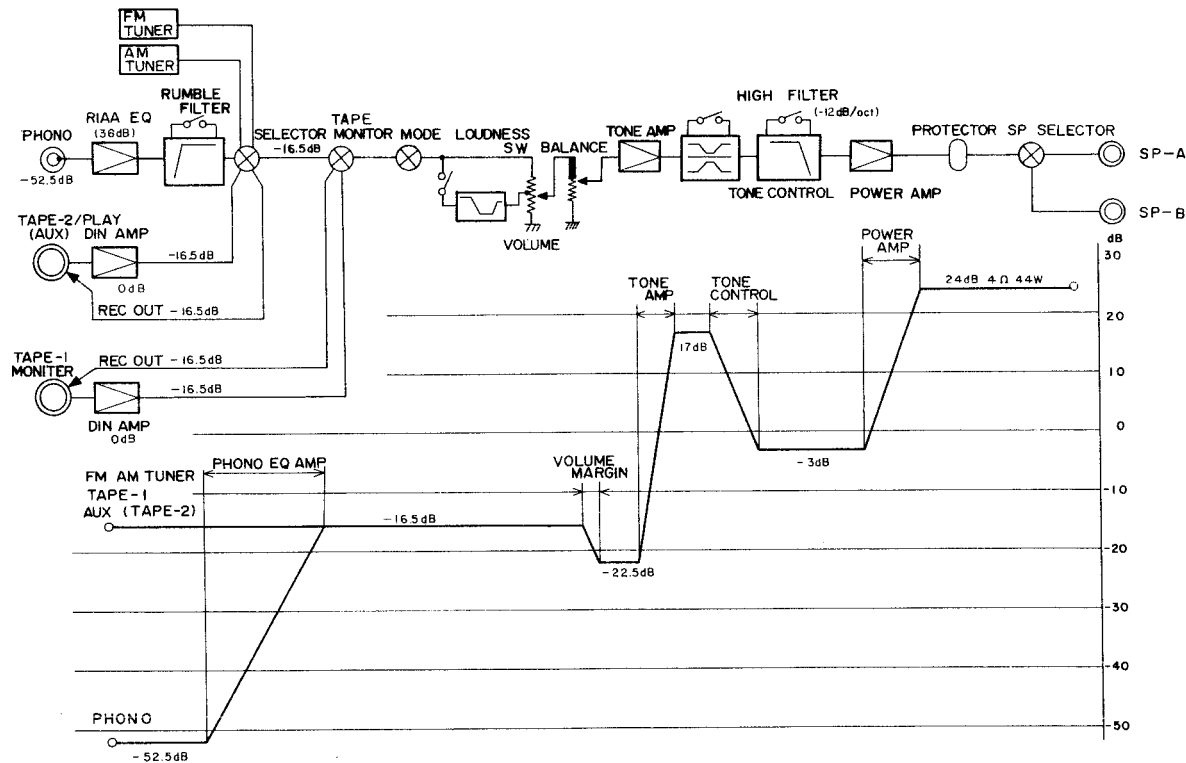 FM
TUNER
AM
TUNER
RUMBLE
FILTER
RIAA EQ
(36dB)
PHONO
-52.5dB
SELECTOR
-16.5dB
TAPE
MONITOR
MODE
LOUDNESS
SW
BALANCE
VOLUME
TONE AMP
HIGH FILTER
(-12dB/oct)
TONE CONTROL
POWER AMP
PROTECTOR
SP SELECTOR
SP-A
SP-B
TAPE-2/PLAY
(AUX)
DIN AMP
0dB
-16.5dB
REC OUT -16.5dB
TAPE-1
MONITER
REC OUT -16.5dB
-16.5dB
DIN AMP
0dB
dB
30
20
10
0
-10
-20
-30
-40
-50
POWER
AMP
24dB 4Ω 44W
TONE
AMP
TONE
CONTROL
17dB
-3dB
VOLUME
MARGIN
PHONO EQ AMP
FM AM TUNER
TAPE-1
AUX (TAPE-2)
-16.5dB
-22.5dB
PHONO
-52.5dB